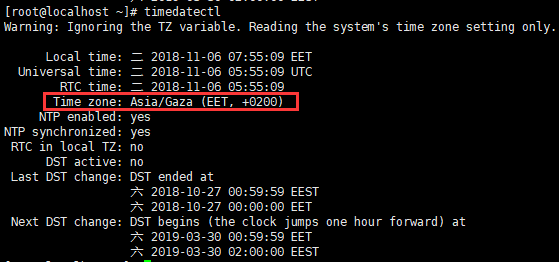 [root@localhost ~]# timedatectl
Warning: Ignoring the TZ variable. Reading the system's time zone setting only.
Local time: 二 2018-11-06 07:55:09 EET
Universal time: 二 2018-11-06 05:55:09 UTC
RTC time: 二 2018-11-06 05:55:09
Time zone: Asia/Gaza (EET, +0200)
NTP enabled: yes
NTP synchronized: yes
RTC in local TZ: no
DST active: no
Last DST change: DST ended at
六 2018-10-27 00:59:59 EEST
六 2018-10-27 00:00:00 EET
Next DST change: DST begins (the clock jumps one hour forward) at
六 2019-03-30 00:59:59 EET
六 2019-03-30 02:00:00 EEST